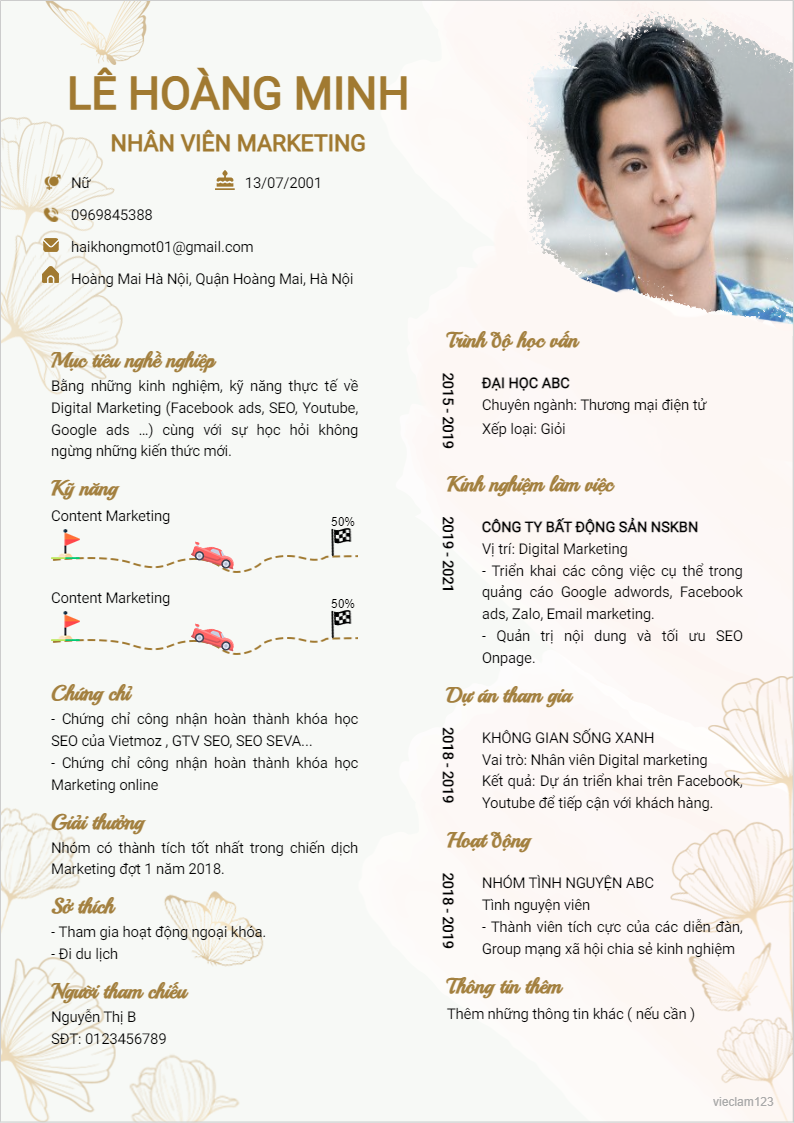 LÊ HOÀNG MINH
NHÂN VIÊN MARKETING
Nữ
13/07/2001
0969845388
haikhongmot01@gmail.com
Hoàng Mai Hà Nội, Quận Hoàng Mai, Hà Nội
Mục tiêu nghề nghiệp
Bằng những kinh nghiệm, kỹ năng thực tế về
Digital Marketing (Facebook ads, SEO, Youtube,
Google ads ...) cùng với sự học hỏi không
ngừng những kiến thức mới.
Kỹ năng
Content Marketing
50%
Content Marketing
50%
Chứng chỉ
- Chứng chỉ công nhận hoàn thành khóa học
SEO của Vietmoz , GTV SEO, SEO SEVA...
- Chứng chỉ công nhận hoàn thành khóa học
Marketing online
Giải thưởng
Nhóm có thành tích tốt nhất trong chiến dịch
Marketing đợt 1 năm 2018.
Sở thích
- Tham gia hoạt động ngoại khóa.
- Đi du lịch
Người tham chiếu
Nguyễn Thị B
SĐT: 0123456789
Trình độ học vấn
2015 - 2019
ĐẠI HỌC ABC
Chuyên ngành: Thương mại điện tử
Xếp loại: Giỏi
Kinh nghiệm làm việc
2019 - 2021
CÔNG TY BẤT ĐỘNG SẢN NSKBN
Vị trí: Digital Marketing
- Triển khai các công việc cụ thể trong
quảng cáo Google adwords, Facebook
ads, Zalo, Email marketing.
- Quản trị nội dung và tối ưu SEO
Onpage.
Dự án tham gia
2018 - 2019
KHÔNG GIAN SỐNG XANH
Vai trò: Nhân viên Digital marketing
Kết quả: Dự án triển khai trên Facebook,
Youtube để tiếp cận với khách hàng.
Hoạt động
2018 - 2019
NHÓM TÌNH NGUYỆN ABC
Tình nguyện viên
- Thành viên tích cực của các diễn đàn,
Group mạng xã hội chia sẻ kinh nghiệm
Thông tin thêm
Thêm những thông tin khác ( nếu cần )
vieclam123